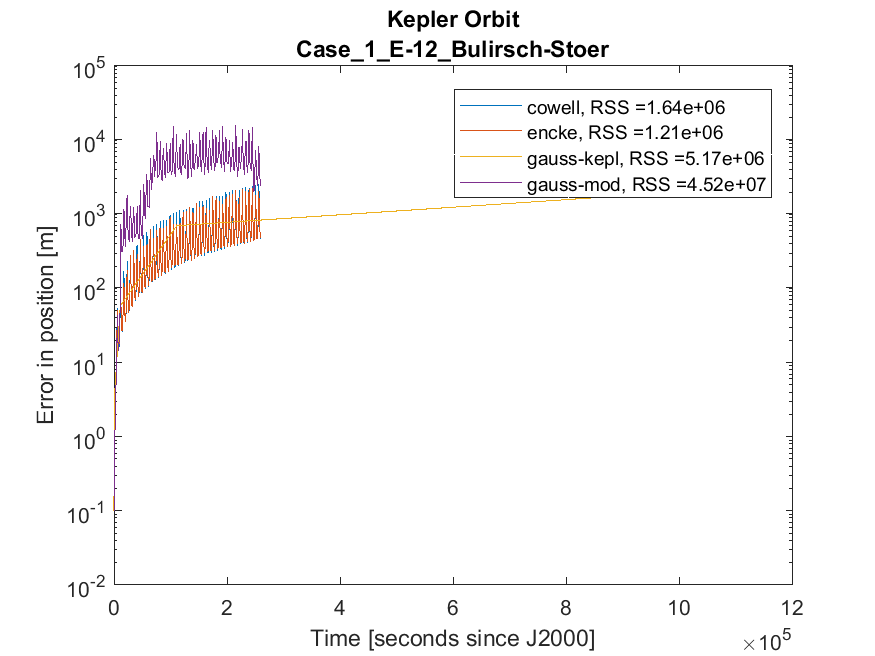 Kepler Orbit
Case_1_E-12_Bulirsch-Stoer
10^5
10^4
10^3
10^2
10^1
10^0
10^-1
10^-2
Error in position [m]
cowell, RSS =1.64e+06
encke, RSS =1.21e+06
gauss-kepl, RSS =5.17e+06
gauss-mod, RSS =4.52e+07
0 2 4 6 8 10 12
Time [seconds since J2000]
×10^5